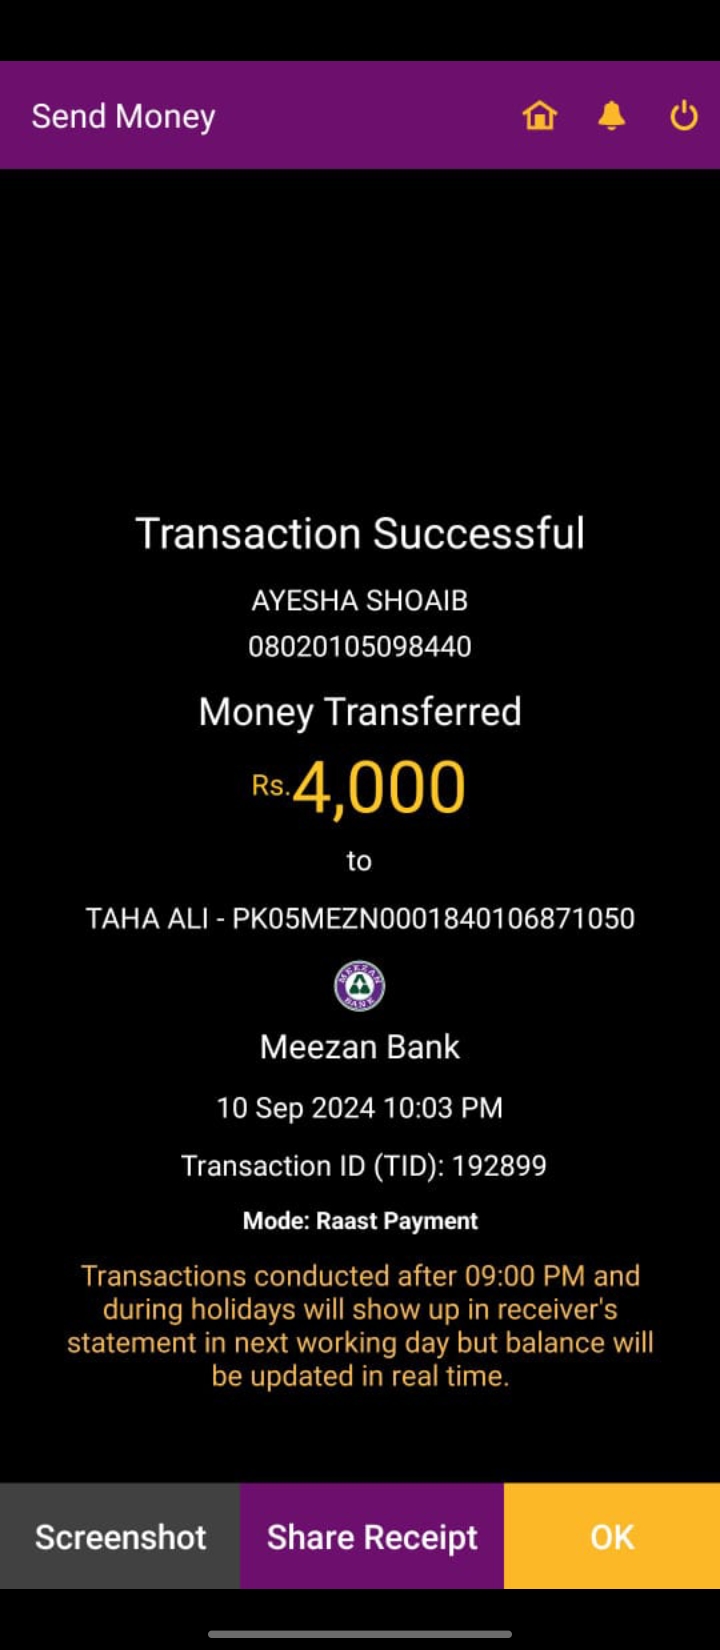 Send Money
Transaction Successful
AYESHA SHOAIB
08020105098440
Money Transferred
Rs.4,000
to
TAHA ALI - PK05MEZN0001840106871050
MEEZAN BANK
Meezan Bank
10 Sep 2024 10:03 PM
Transaction ID (TID): 192899
Mode: Raast Payment
Transactions conducted after 09:00 PM and
during holidays will show up in receiver's
statement in next working day but balance will
be updated in real time.
Screenshot
Share Receipt
OK